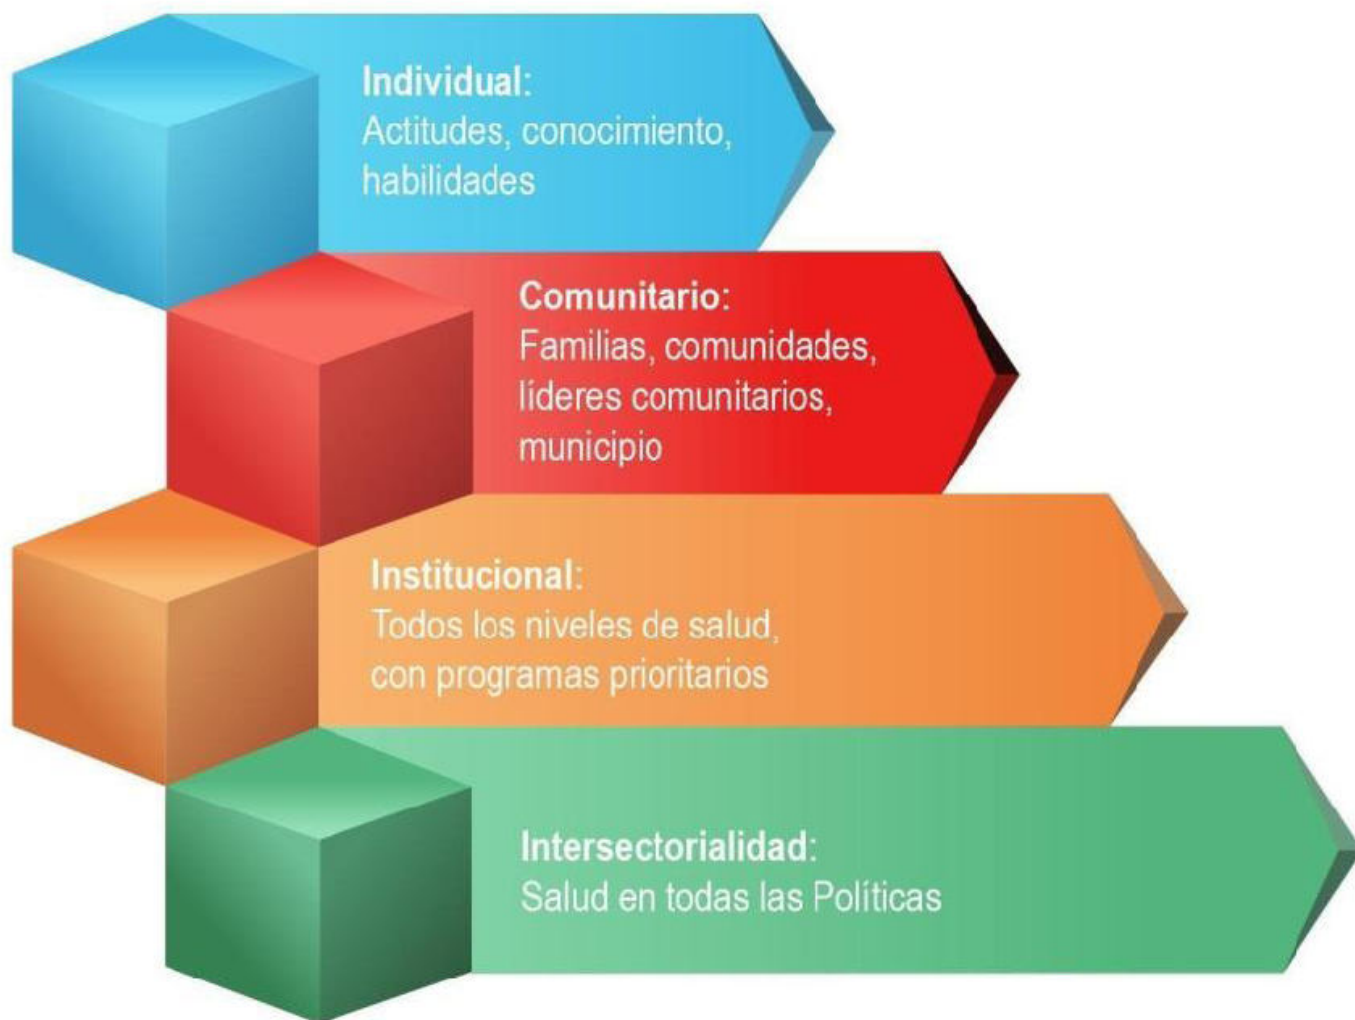 Individual:
Actitudes, conocimiento,
habilidades
Comunitario:
Familias, comunidades,
líderes comunitarios,
municipio
Institucional:
Todos los niveles de salud,
con programas prioritarios
Intersectorialidad:
Salud en todas las Políticas